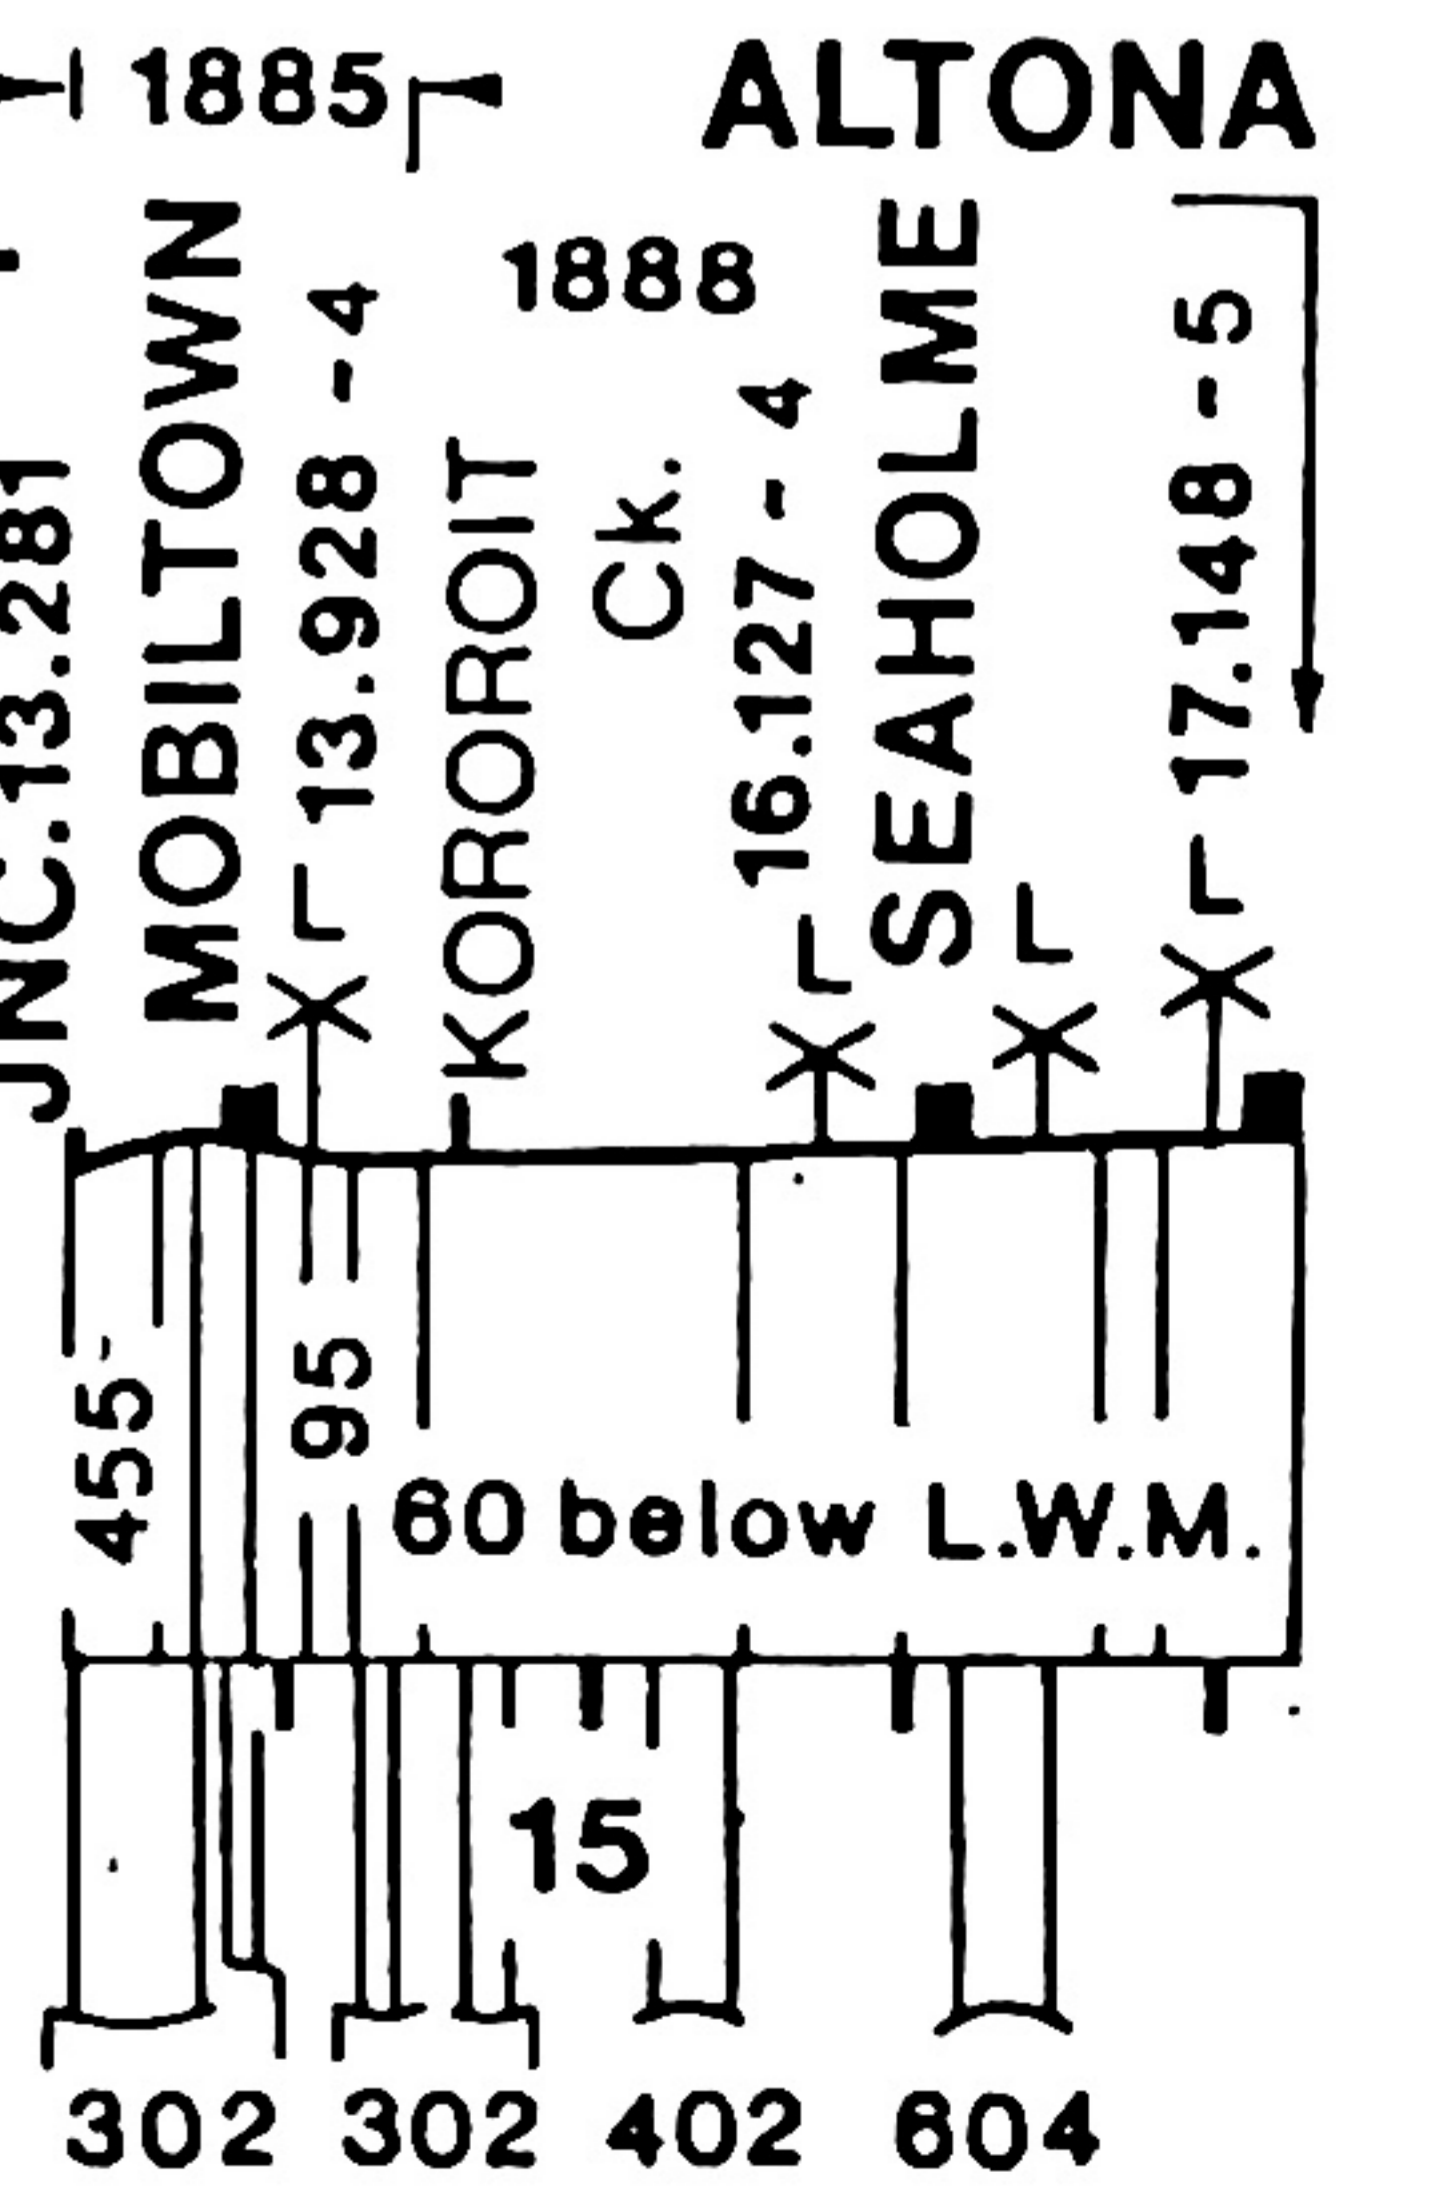 1885
ALTONA
JNC.13.281
MOBILTOWN
L 13.928 - 4
1888
KOROROIT
Ck.
L 16.127 - 4
SEAHOLME
L
L 17.148 - 5
455
95
60 below L.W.M.
15
302 302 402 604